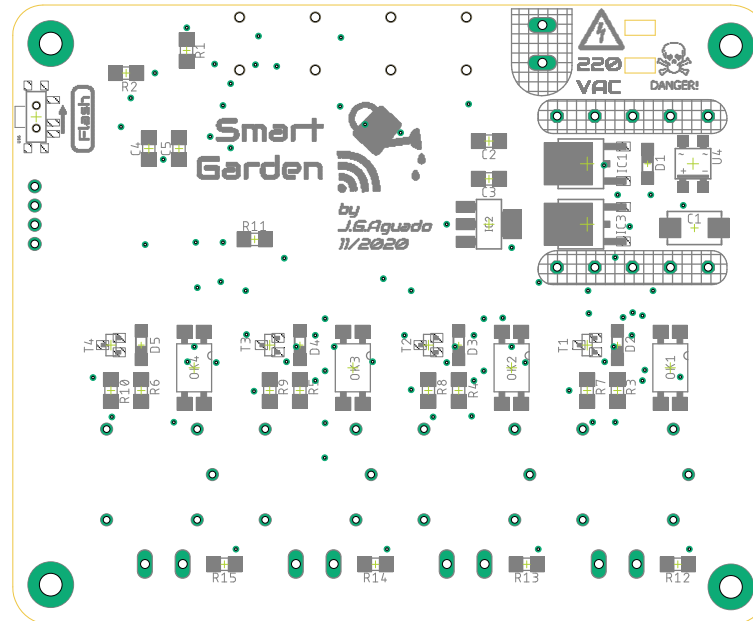 R1
R2
220
VAC
DANGER!
Flash
Smart
Garden
C4
C5
C2
C3
IC1
D1
U4
by
J.G.Aguado
11/2020
R11
IC2
IC3
C1
T4
D5
OK4
T3
D4
OK3
T2
D3
OK2
T1
D2
OK1
R10
R6
R9
R8
R4
R7
R3
R15
R14
R13
R12